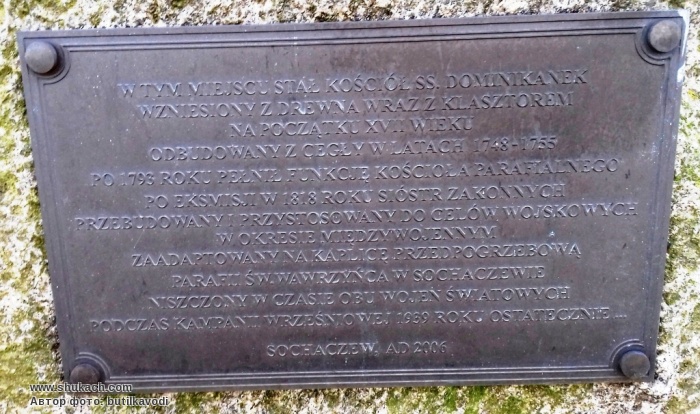 W TYM MIEJSCU STAŁ KOŚCIÓŁ SS. DOMINIKANEK
WZNIESIONY Z DREWNA WRAZ Z KLASZTOREM
NA POCZĄTKU XVII WIEKU
ODBUDOWANY Z CEGŁY W LATACH 1748-1755
PO 1793 ROKU PEŁNIŁ FUNKCJĘ KOŚCIOŁA PARAFIALNEGO
PO EKSMISJI W 1818 ROKU SIÓSTR ZAKONNYCH
PRZEBUDOWANY I PRZYSTOSOWANY DO CELÓW WOJSKOWYCH
W OKRESIE MIĘDZYWOJENNYM
ZAADAPTOWANY NA KAPLICĘ PRZEDPOGRZEBOWĄ
PARAFII ŚW. WAWRZYŃCA W SOCHACZEWIE
NISZCZONY W CZASIE OBU WOJEN ŚWIATOWYCH
PODCZAS KAMPANII WRZEŚNIOWEJ 1939 ROKU OSTATECZNIE...
SOCHACZEW AD 2006
www.shukach.com
Автор фото: butilkavodi